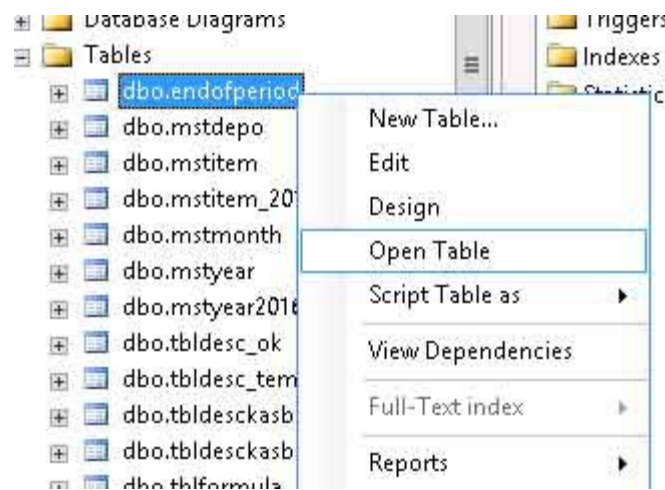 Database Diagrams
Tables
dbo.endofperiod
dbo.mstdepo
dbo.mstitem
dbo.mstitem_20
dbo.mstmonth
dbo.mstyear
dbo.mstyear2016
dbo.tbldesc_ok
dbo.tbldesc_tem
dbo.tbldesckasb
dbo.tbldesckasb
dbo.tblformula
New Table...
Edit
Design
Open Table
Script Table as
View Dependencies
Full-Text index
Reports
Triggers
Indexes
Statistic